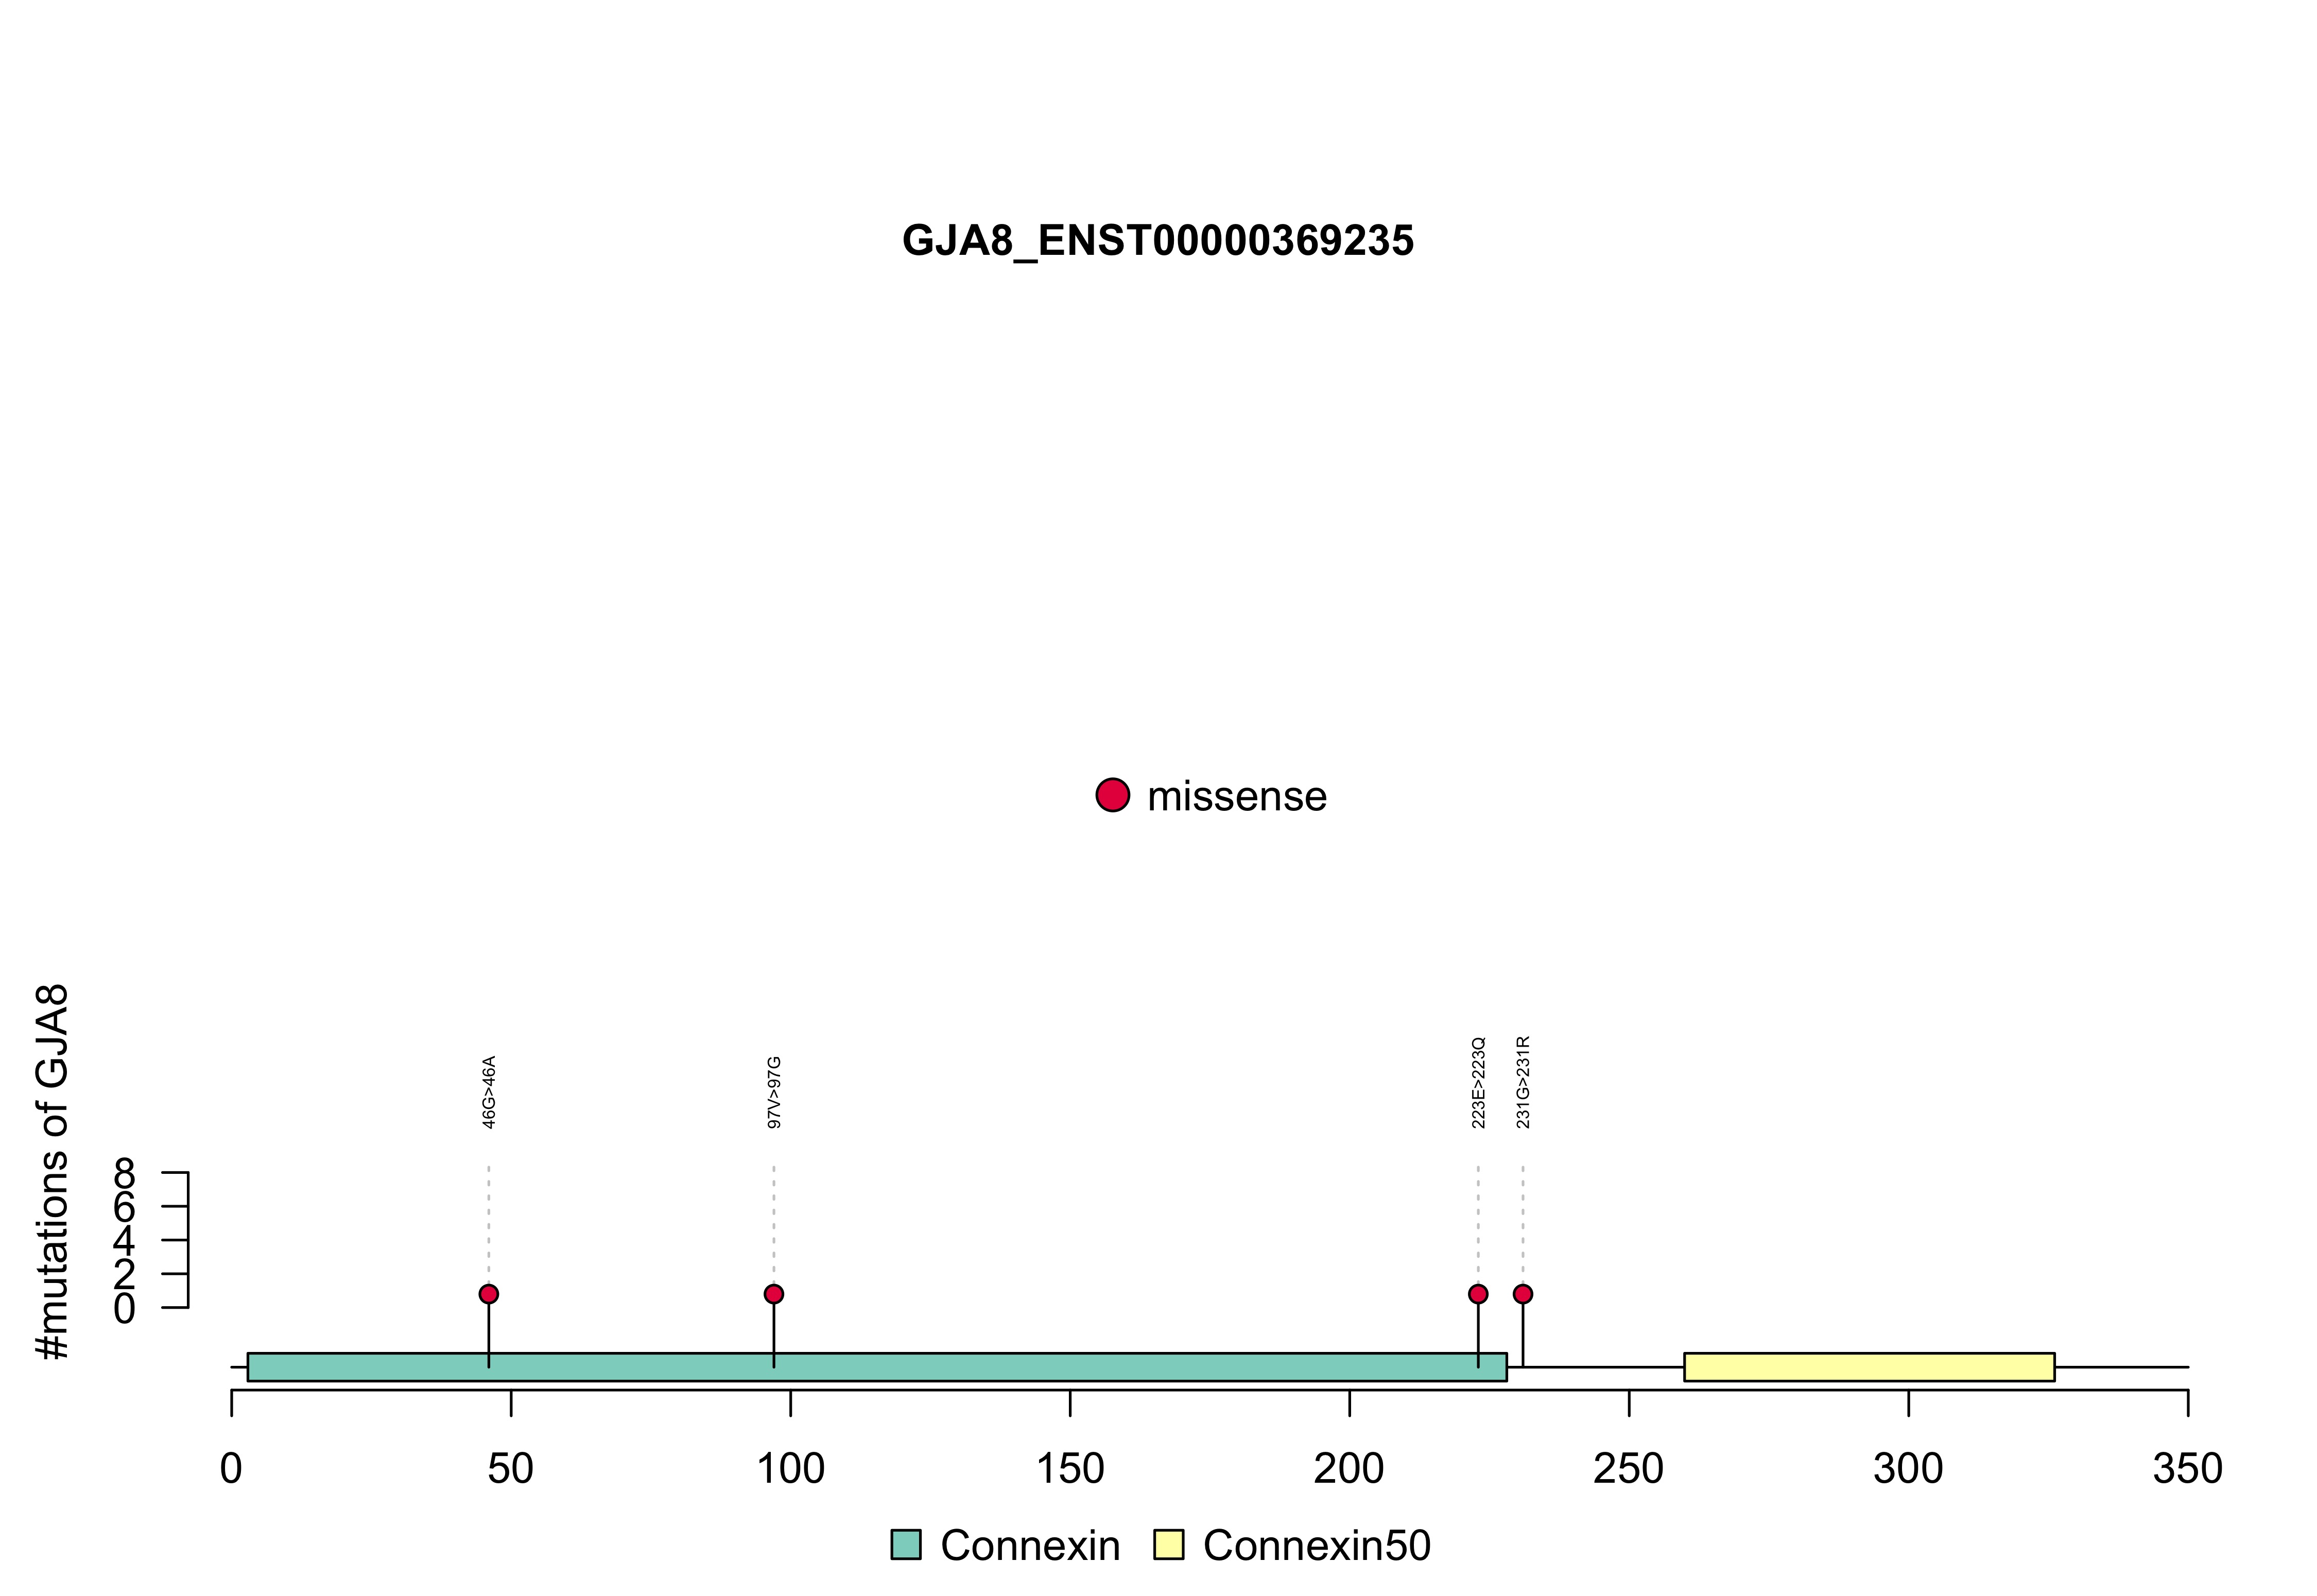 GJA8_ENST00000369235
missense
#mutations of GJA8
46G>46A
97V>97G
223E>223Q
231G>231R
8
6
4
2
0
0 50 100 150 200 250 300 350
Connexin Connexin50